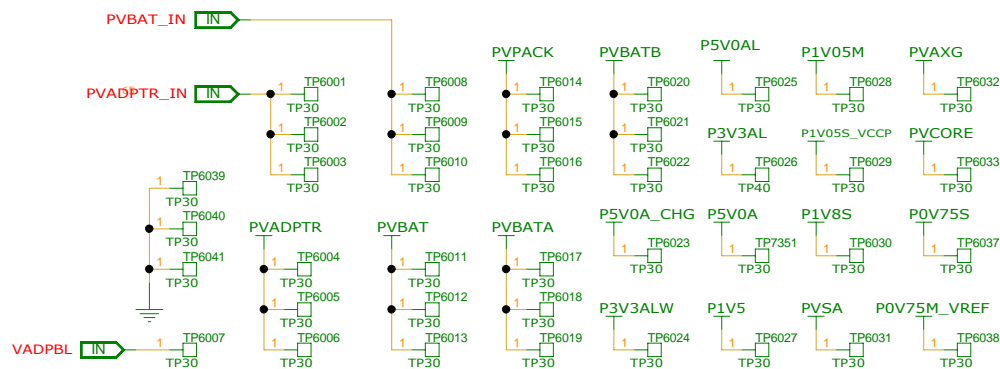 PVBAT_IN IN
PVADPTR_IN IN
1 TP6001 TP30
1 TP6002 TP30
1 TP6003 TP30
1 TP6008 TP30
1 TP6009 TP30
1 TP6010 TP30
PVPACK
1 TP6014 TP30
1 TP6015 TP30
1 TP6016 TP30
PVBATB
1 TP6020 TP30
1 TP6021 TP30
1 TP6022 TP30
P5V0AL
1 TP6025 TP30
P1V05M
1 TP6028 TP30
PVAXG
1 TP6032 TP30
P3V3AL
1 TP6026 TP40
P1V05S_VCCP
1 TP6029 TP30
PVCORE
1 TP6033 TP30
1 TP6039 TP30
1 TP6040 TP30
1 TP6041 TP30
PVADPTR
1 TP6004 TP30
1 TP6005 TP30
1 TP6006 TP30
PVBAT
1 TP6011 TP30
1 TP6012 TP30
1 TP6013 TP30
PVBATA
1 TP6017 TP30
1 TP6018 TP30
1 TP6019 TP30
P5V0A_CHG
1 TP6023 TP30
P5V0A
1 TP7351 TP30
P1V8S
1 TP6030 TP30
P0V75S
1 TP6037 TP30
P3V3ALW
1 TP6024 TP30
P1V5
1 TP6027 TP30
PVSA
1 TP6031 TP30
P0V75M_VREF
1 TP6038 TP30
VADPBL IN
1 TP6007 TP30